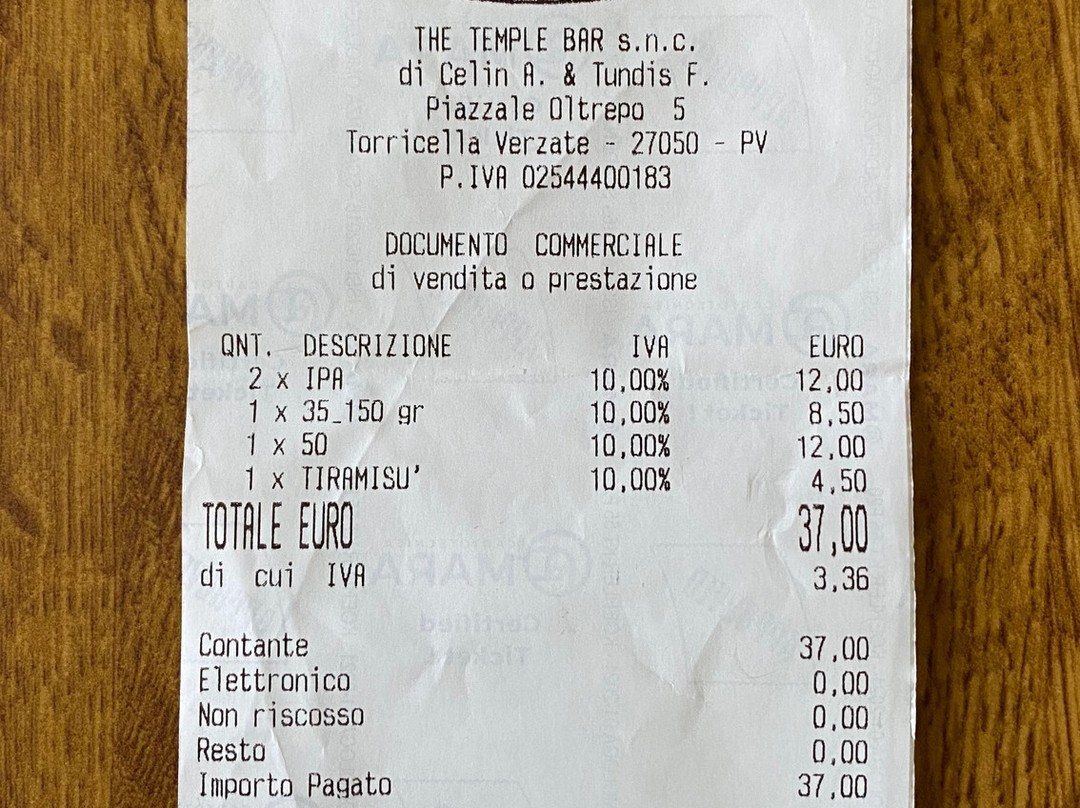 THE TEMPLE BAR s.n.c.
di Celin A. & Tundis F.
Piazzale Oltrepo 5
Torricella Verzate - 27050 - PV
P.IVA 02544400183
DOCUMENTO COMMERCIALE
di vendita o prestazione
QNT. DESCRIZIONE IVA EURO
2 x IPA 10,00% 12,00
1 x 35_150 gr 10,00% 8,50
1 x 50 10,00% 12,00
1 x TIRAMISU' 10,00% 4,50
TOTALE EURO 37,00
di cui IVA 3,36
Contante 37,00
Elettronico 0,00
Non riscosso 0,00
Resto 0,00
Importo Pagato 37,00